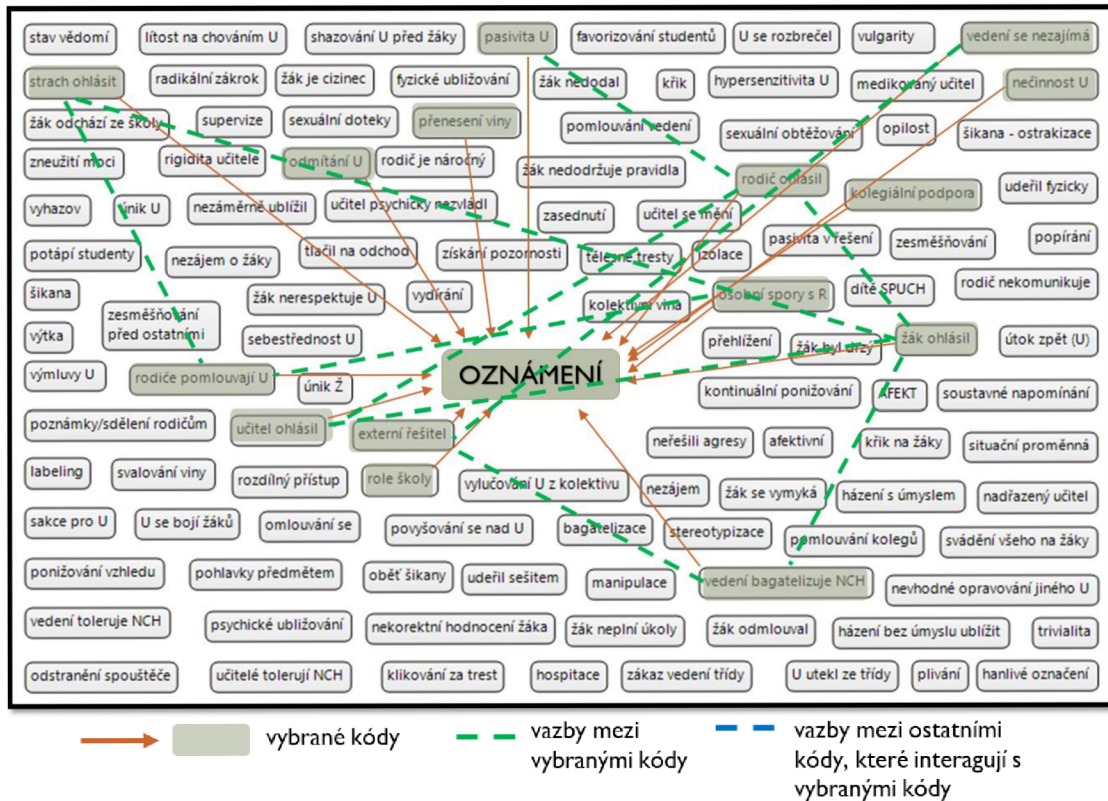 stav vědomí
lítost na chováním U
shazování U před žáky
pasivita U
favorizování studentů
U se rozbrečel
vulgarity
vedení se nezajímá
strach ohlásit
radikální zákrok
žák je cizinec
fyzické ubližování
žák nedodal
křik
hypersenzitivita U
medikovaný učitel
nečinnost U
žák odchází ze školy
supervize
sexuální doteky
přenesení viny
pomlouvání vedení
sexuální obtěžování
opilost
šikana - ostrakizace
zneužití moci
rigidita učitele
odmítání U
rodič je náročný
žák nedodržuje pravidla
rodič ohlásil
kolegiální podpora
udeřil fyzicky
vyhazov
únik U
nezáměrně ublížil
učitel psychicky nezvládl
zasednutí
učitel se mění
pasivita v řešení
zesměšňování
popírání
potápí studenty
nezájem o žáky
tlačil na odchod
získání pozornosti
tělesné tresty
izolace
šikana
žák nerespektuje U
vydírání
kolektivní vina
osobní spory s R
dítě SPUCH
rodič nekomunikuje
výtka
zesměšňování
před ostatními
sebestřednost U
přehlížení
žák byl drzý
žák ohlásil
útok zpět (U)
výmluvy U
rodiče pomlouvají U
únik Ž
OZNÁMENÍ
kontinuální ponižování
AFEKT
soustavné napomínání
poznámky/sdělení rodičům
učitel ohlásil
externí řešitel
neřešili agresy
afektivní
křik na žáky
situační proměnná
labeling
svalování viny
rozdílný přístup
role školy
vylučování U z kolektivu
nezájem
žák se vymyká
házení s úmyslem
nadřazený učitel
sakce pro U
U se bojí žáků
omlouvání se
povyšování se nad U
bagatelizace
stereotypizace
pomlouvání kolegů
svádění všeho na žáky
ponižování vzhledu
pohlavky předmětem
oběť šikany
udeřil sešitem
manipulace
vedení bagatelizuje NCH
nevhodné opravování jiného U
vedení toleruje NCH
psychické ubližování
nekorektní hodnocení žáka
žák neplní úkoly
žák odmlouval
házení bez úmyslu ublížit
trivialita
odstranění spouštěče
učitelé tolerují NCH
klikování za trest
hospitace
zákaz vedení třídy
U utekl ze třídy
plivání
hanlivé označení
vybrané kódy
vazby mezi
vybranými kódy
vazby mezi ostatními
kódy, které interagují s
vybranými kódy